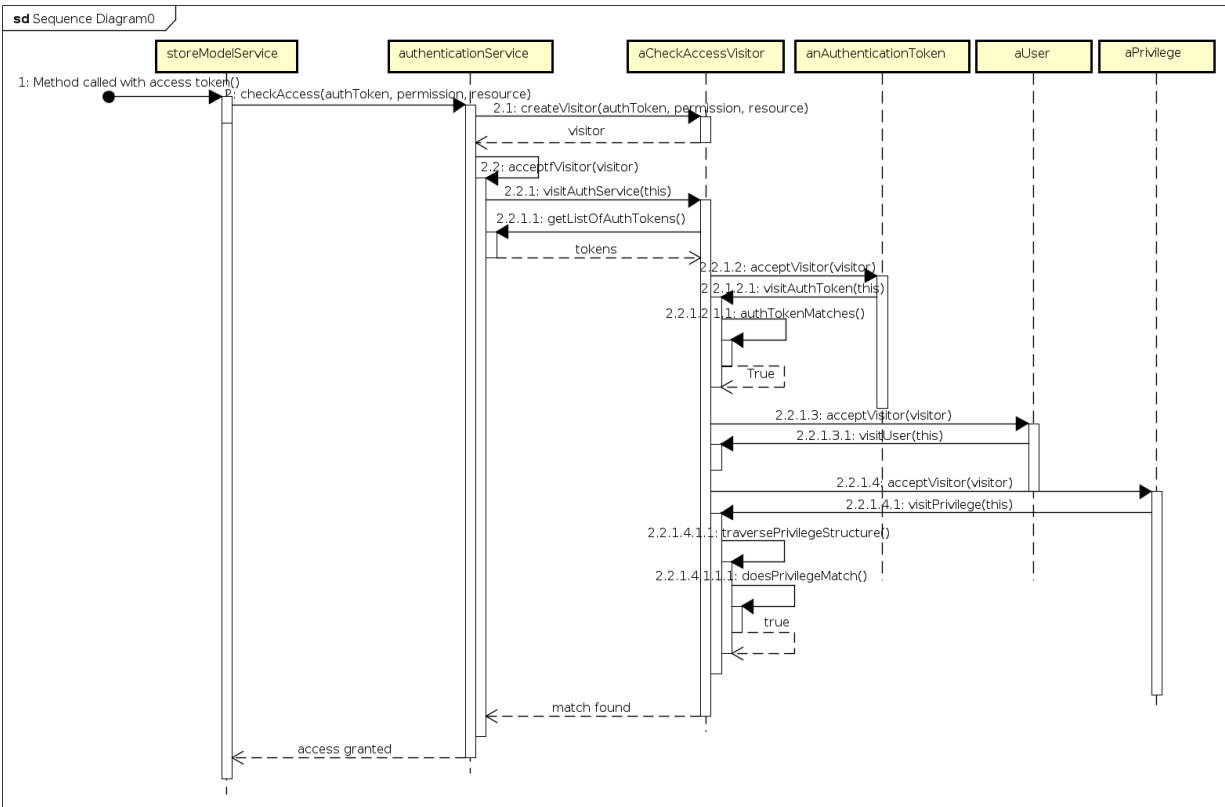 sd Sequence Diagram0
storeModelService
authenticationService
aCheckAccessVisitor
anAuthenticationToken
aUser
aPrivilege
1: Method called with access token()
2: checkAccess(authToken, permission, resource)
2.1: createVisitor(authToken, permission, resource)
visitor
2.2: acceptfVisitor(visitor)
2.2.1: visitAuthService(this)
2.2.1.1: getListOfAuthTokens()
tokens
2.2.1.2: acceptVisitor(visitor)
2.2.1.2.1: visitAuthToken(this)
2.2.1.2.1.1: authTokenMatches()
True
2.2.1.3: acceptVisitor(visitor)
2.2.1.3.1: visitUser(this)
2.2.1.4: acceptVisitor(visitor)
2.2.1.4.1: visitPrivilege(this)
2.2.1.4.1.1: traversePrivilegeStructure()
2.2.1.4.1.1.1: doesPrivilegeMatch()
true
match found
access granted